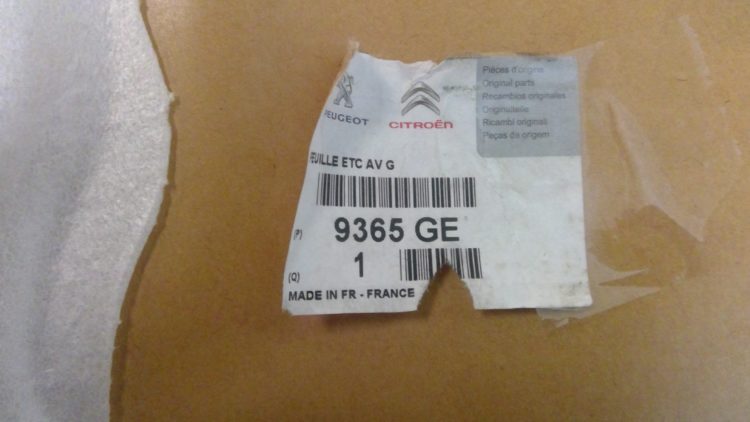 Pièces d'origine
Original parts
Recambios originales
Originalteile
Ricambi originali
Peças de origem
PEUGEOT
CITROËN
FEUILLE ETC AV G
(P) 9365 GE
(Q) 1
MADE IN FR - FRANCE